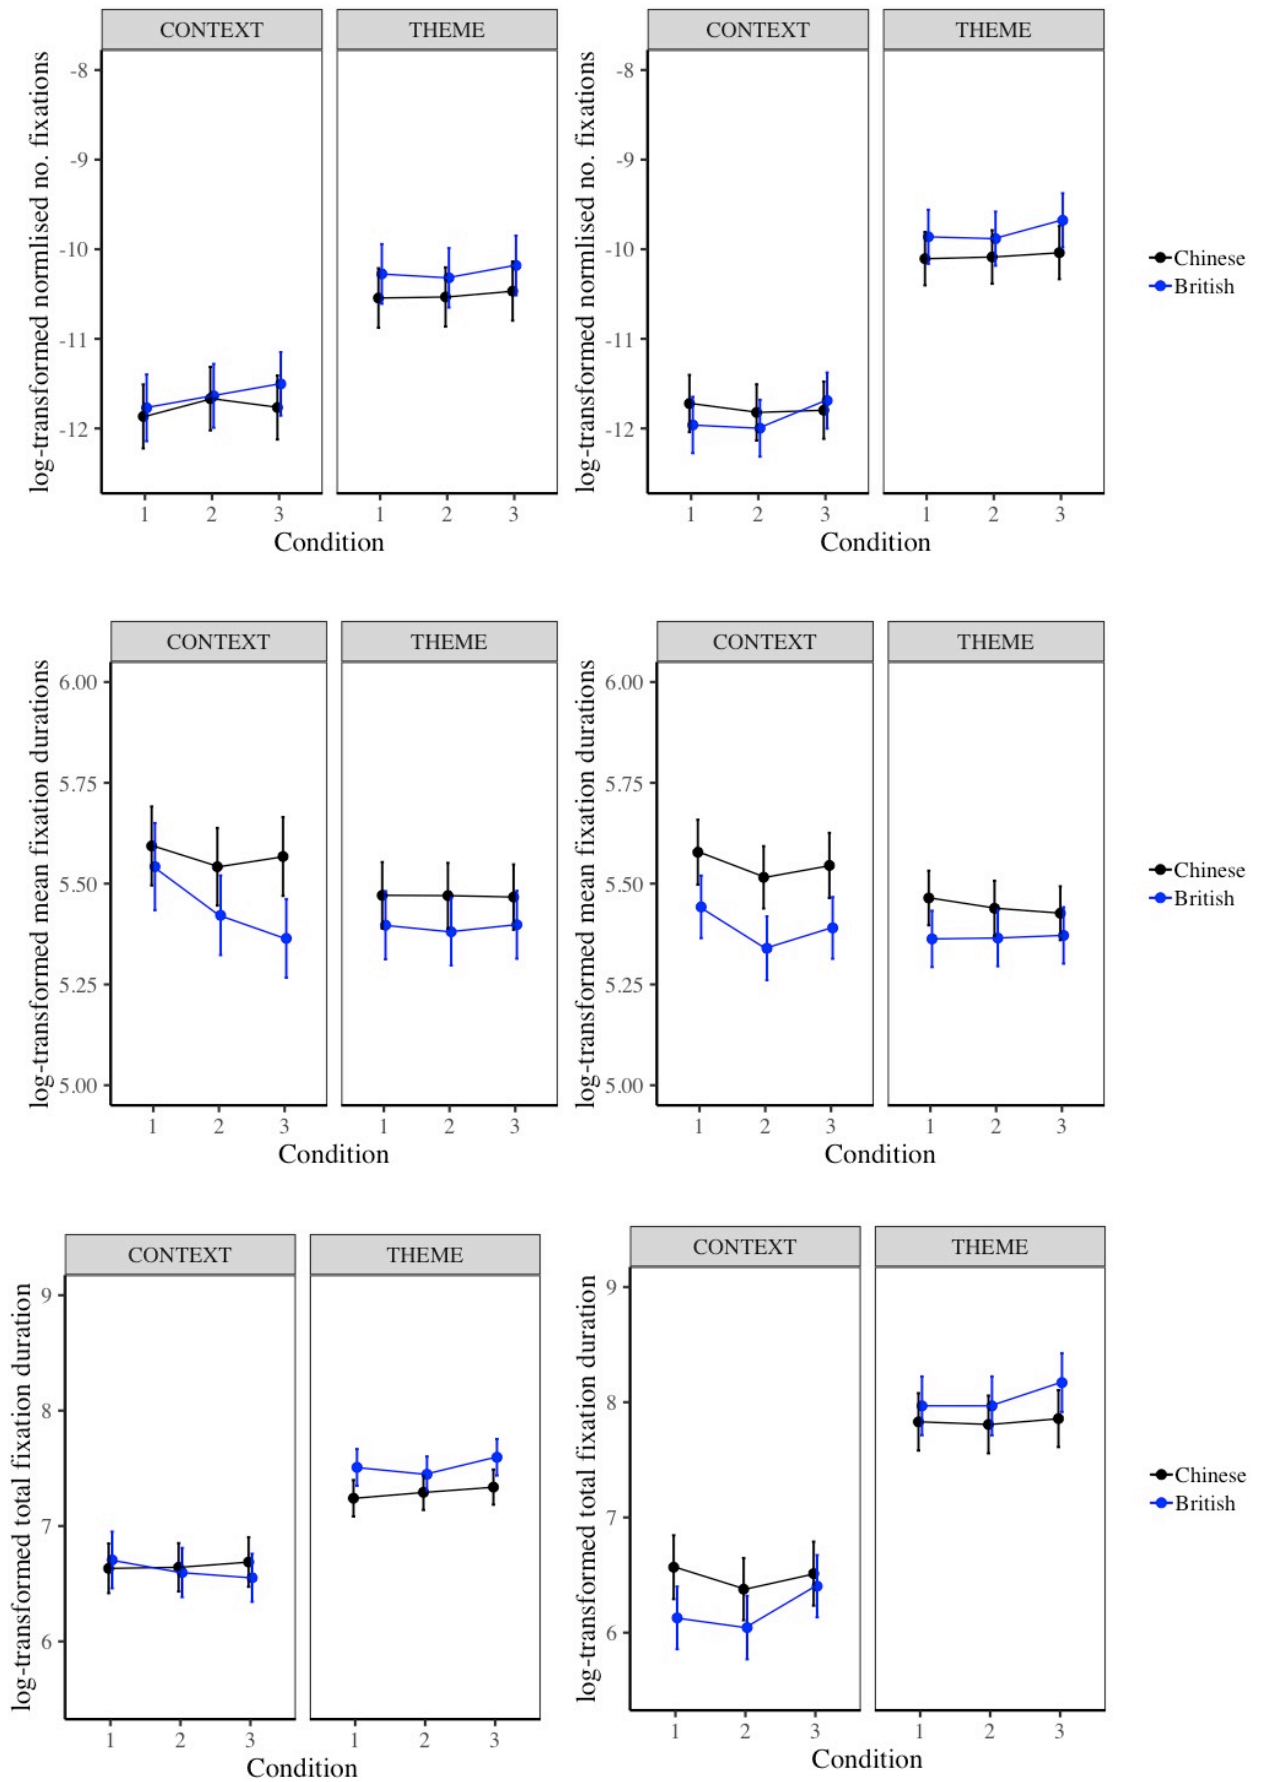 CONTEXT THEME CONTEXT THEME
log-transformed normlised no. fixations
-8
-9
-10
-11
-12
1 2 3 1 2 3
Condition
log-transformed normlised no. fixations
-8
-9
-10
-11
-12
1 2 3 1 2 3
Condition
Chinese
British
CONTEXT THEME CONTEXT THEME
log-transformed mean fixation durations
6.00
5.75
5.50
5.25
5.00
1 2 3 1 2 3
Condition
log-transformed mean fixation durations
6.00
5.75
5.50
5.25
5.00
1 2 3 1 2 3
Condition
Chinese
British
CONTEXT THEME CONTEXT THEME
log-transformed total fixation duration
9
8
7
6
1 2 3 1 2 3
Condition
log-transformed total fixation duration
9
8
7
6
1 2 3 1 2 3
Condition
Chinese
British